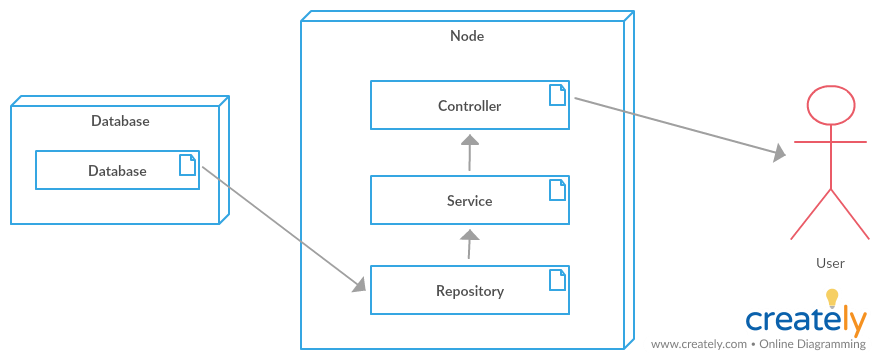 Node
Database
Controller
Database
Service
Repository
User
creately
www.creately.com • Online Diagramming